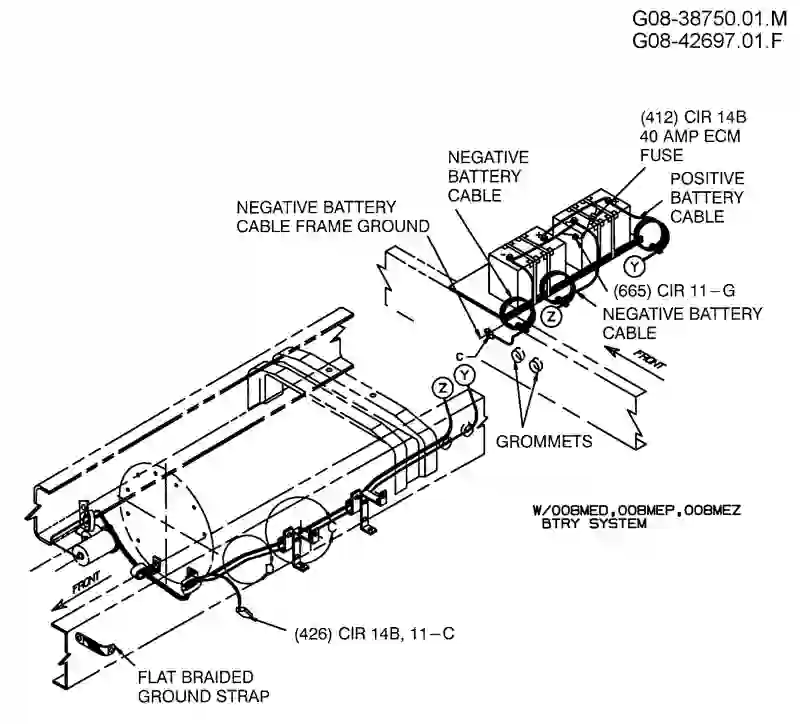 G08-38750.01.M
G08-42697.01.F
(412) CIR 14B
40 AMP ECM
FUSE
NEGATIVE
BATTERY
CABLE
POSITIVE
BATTERY
CABLE
NEGATIVE BATTERY
CABLE FRAME GROUND
Y
(665) CIR 11-G
Z
NEGATIVE BATTERY
CABLE
C
FRONT
Z
Y
GROMMETS
W/008MED,008MEP,008MEZ
BTRY SYSTEM
FRONT
(426) CIR 14B, 11-C
FLAT BRAIDED
GROUND STRAP